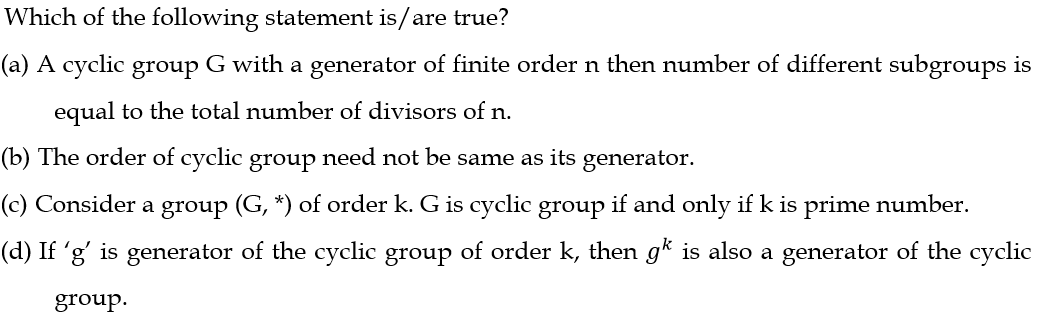 Which of the following statement is/are true?
(a) A cyclic group G with a generator of finite order n then number of different subgroups is
equal to the total number of divisors of n.
(b) The order of cyclic group need not be same as its generator.
(c) Consider a group (G, *) of order k. G is cyclic group if and only if k is prime number.
(d) If ‘g’ is generator of the cyclic group of order k, then gᵏ is also a generator of the cyclic
group.